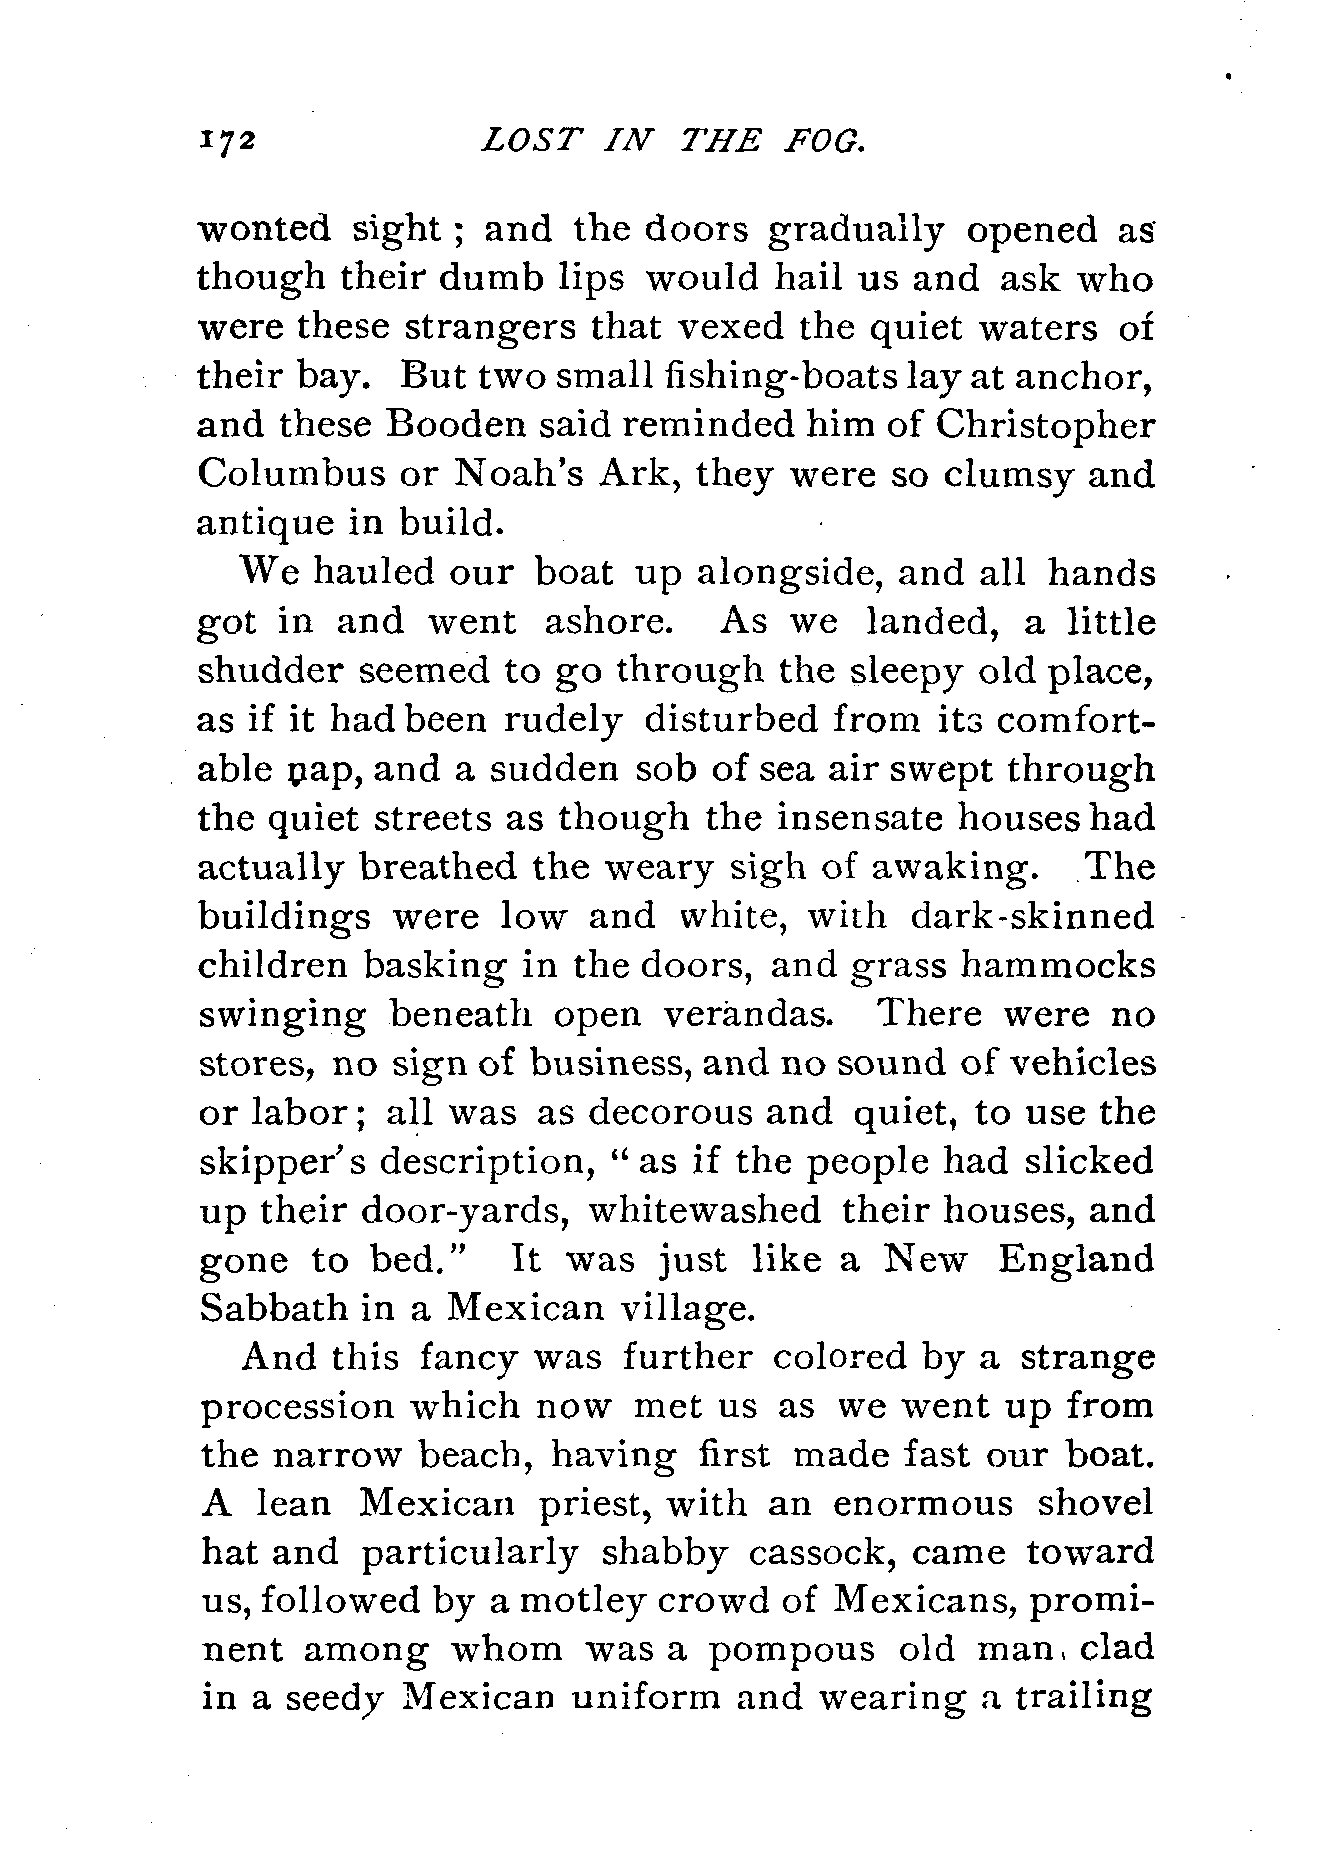 172 LOST IN THE FOG.
wonted sight ; and the doors gradually opened as
though their dumb lips would hail us and ask who
were these strangers that vexed the quiet waters of
their bay. But two small fishing-boats lay at anchor,
and these Booden said reminded him of Christopher
Columbus or Noah's Ark, they were so clumsy and
antique in build.
We hauled our boat up alongside, and all hands
got in and went ashore. As we landed, a little
shudder seemed to go through the sleepy old place,
as if it had been rudely disturbed from its comfort-
able nap, and a sudden sob of sea air swept through
the quiet streets as though the insensate houses had
actually breathed the weary sigh of awaking. The
buildings were low and white, with dark-skinned
children basking in the doors, and grass hammocks
swinging beneath open verandas. There were no
stores, no sign of business, and no sound of vehicles
or labor ; all was as decorous and quiet, to use the
skipper's description, " as if the people had slicked
up their door-yards, whitewashed their houses, and
gone to bed." It was just like a New England
Sabbath in a Mexican village.
And this fancy was further colored by a strange
procession which now met us as we went up from
the narrow beach, having first made fast our boat.
A lean Mexican priest, with an enormous shovel
hat and particularly shabby cassock, came toward
us, followed by a motley crowd of Mexicans, promi-
nent among whom was a pompous old man, clad
in a seedy Mexican uniform and wearing a trailing